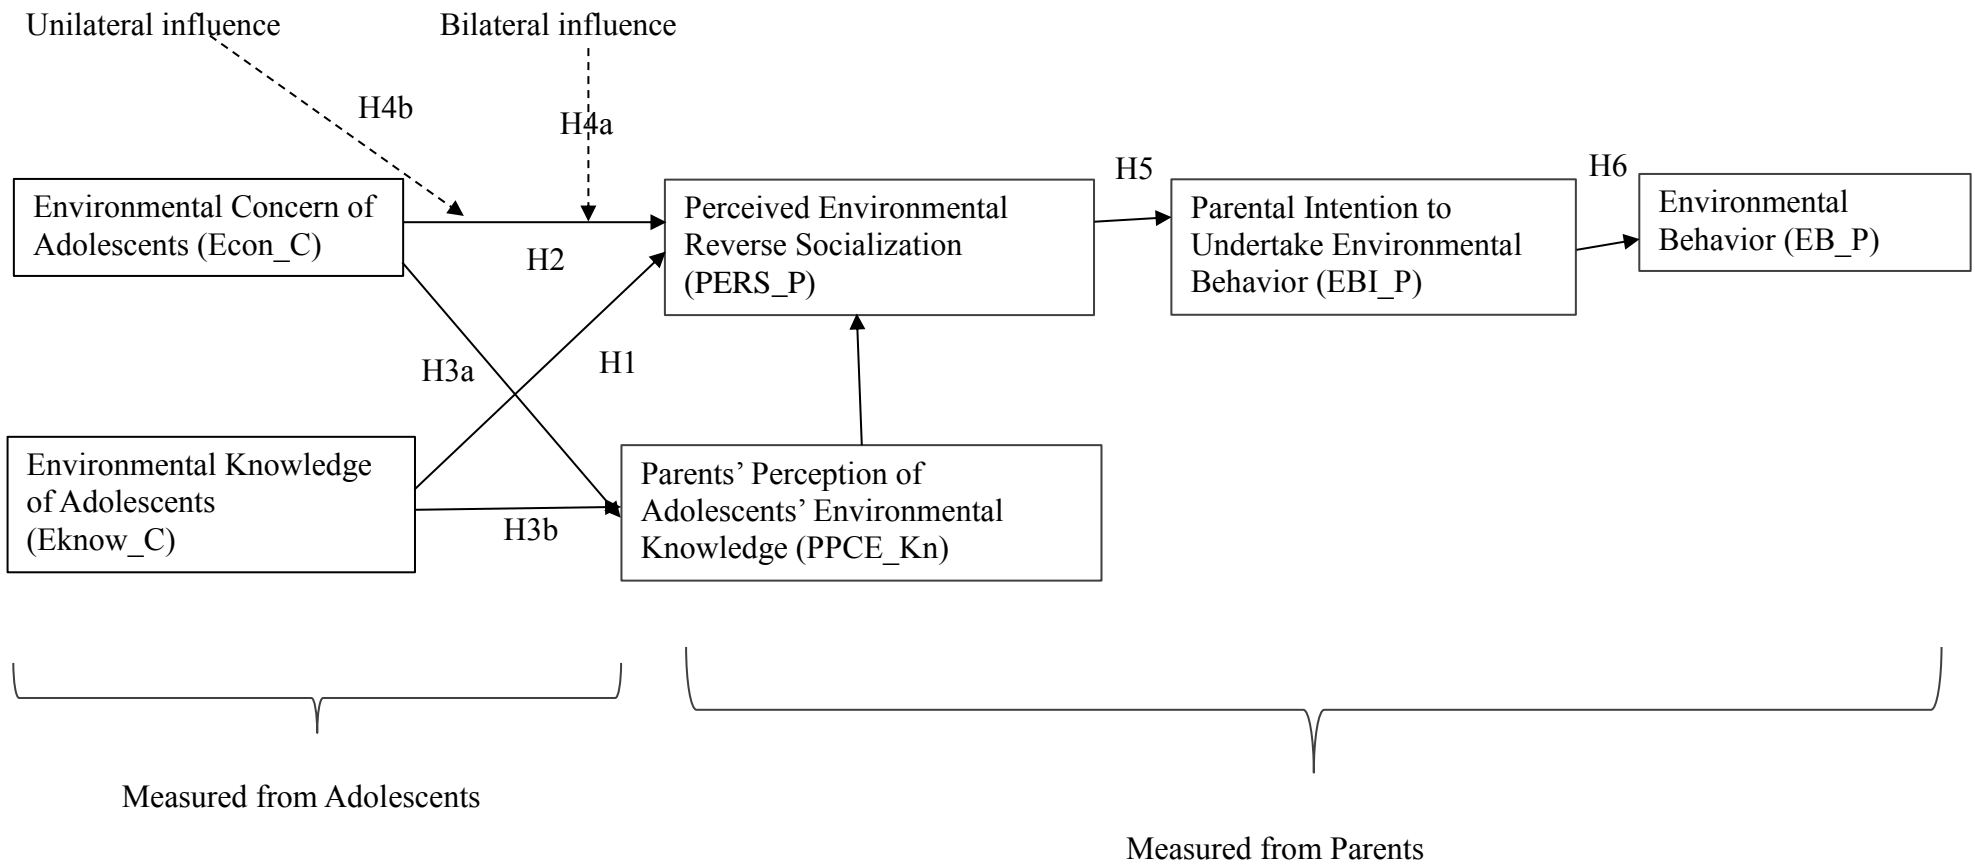 Unilateral influence
Bilateral influence
H4b
H4a
Environmental Concern of
Adolescents (Econ_C)
H2
Perceived Environmental
Reverse Socialization
(PERS_P)
H5
Parental Intention to
Undertake Environmental
Behavior (EBI_P)
H6
Environmental
Behavior (EB_P)
H3a
H1
Environmental Knowledge
of Adolescents
(Eknow_C)
H3b
Parents’ Perception of
Adolescents’ Environmental
Knowledge (PPCE_Kn)
Measured from Adolescents
Measured from Parents